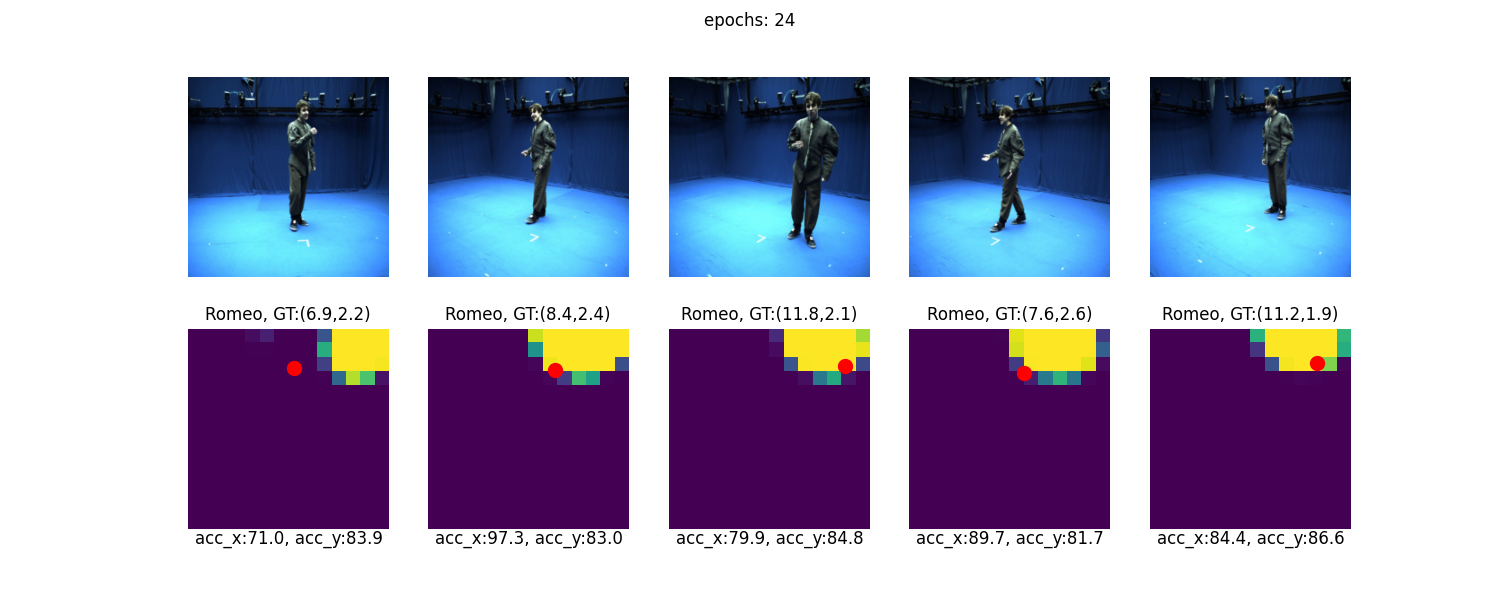 epochs: 24
Romeo, GT:(6.9,2.2)
Romeo, GT:(8.4,2.4)
Romeo, GT:(11.8,2.1)
Romeo, GT:(7.6,2.6)
Romeo, GT:(11.2,1.9)
acc_x:71.0, acc_y:83.9
acc_x:97.3, acc_y:83.0
acc_x:79.9, acc_y:84.8
acc_x:89.7, acc_y:81.7
acc_x:84.4, acc_y:86.6